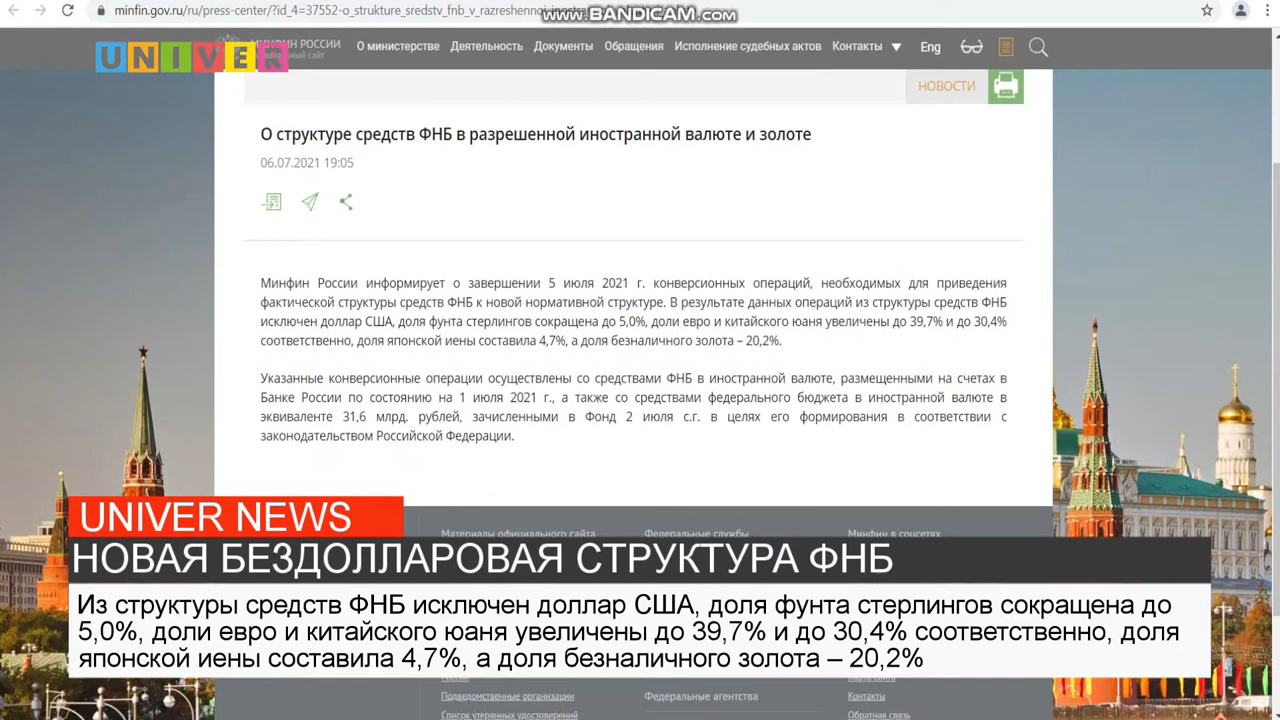 minfin.gov.ru/ru/press-center/?id_4=37552-o_strukture_sredstv_fnb_v_razreshennoi
www.BANDICAM.com
UNIVER
МИНФИН РОССИИ
О министерстве Деятельность Документы Обращения Исполнение судебных актов Контакты Eng
НОВОСТИ
О структуре средств ФНБ в разрешенной иностранной валюте и золоте
06.07.2021 19:05
Минфин России информирует о завершении 5 июля 2021 г. конверсионных операций, необходимых для приведения
фактической структуры средств ФНБ к новой нормативной структуре. В результате данных операций из структуры средств ФНБ
исключен доллар США, доля фунта стерлингов сокращена до 5,0%, доли евро и китайского юаня увеличены до 39,7% и до 30,4%
соответственно, доля японской иены составила 4,7%, а доля безналичного золота – 20,2%.
Указанные конверсионные операции осуществлены со средствами ФНБ в иностранной валюте, размещенными на счетах в
Банке России по состоянию на 1 июля 2021 г., а также со средствами федерального бюджета в иностранной валюте в
эквиваленте 31,6 млрд. рублей, зачисленными в Фонд 2 июля с.г. в целях его формирования в соответствии с
законодательством Российской Федерации.
UNIVER NEWS
Материалы официального сайта Федеральные службы Минфин в соцсетях
НОВАЯ БЕЗДОЛЛАРОВАЯ СТРУКТУРА ФНБ
Из структуры средств ФНБ исключен доллар США, доля фунта стерлингов сокращена до
5,0%, доли евро и китайского юаня увеличены до 39,7% и до 30,4% соответственно, доля
японской иены составила 4,7%, а доля безналичного золота – 20,2%
Подведомственные организации Федеральные агентства Контакты
Список утерянных удостоверений Обратная связь